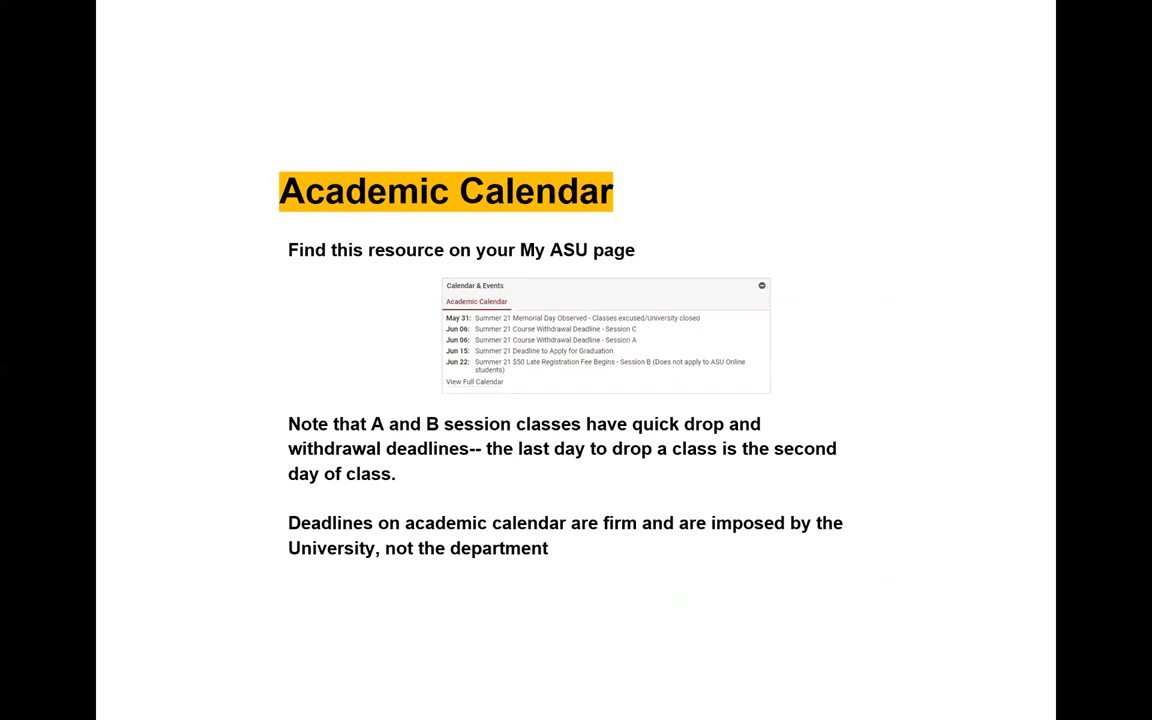 Academic Calendar
Find this resource on your My ASU page
Calendar & Events
Academic Calendar
May 31: Summer 21 Memorial Day Observed - Classes excused/University closed
Jun 06: Summer 21 Course Withdrawal Deadline - Session C
Jun 06: Summer 21 Course Withdrawal Deadline - Session A
Jun 15: Summer 21 Deadline to Apply for Graduation
Jun 22: Summer 21 $50 Late Registration Fee Begins - Session B (Does not apply to ASU Online
students)
View Full Calendar
Note that A and B session classes have quick drop and
withdrawal deadlines-- the last day to drop a class is the second
day of class.
Deadlines on academic calendar are firm and are imposed by the
University, not the department